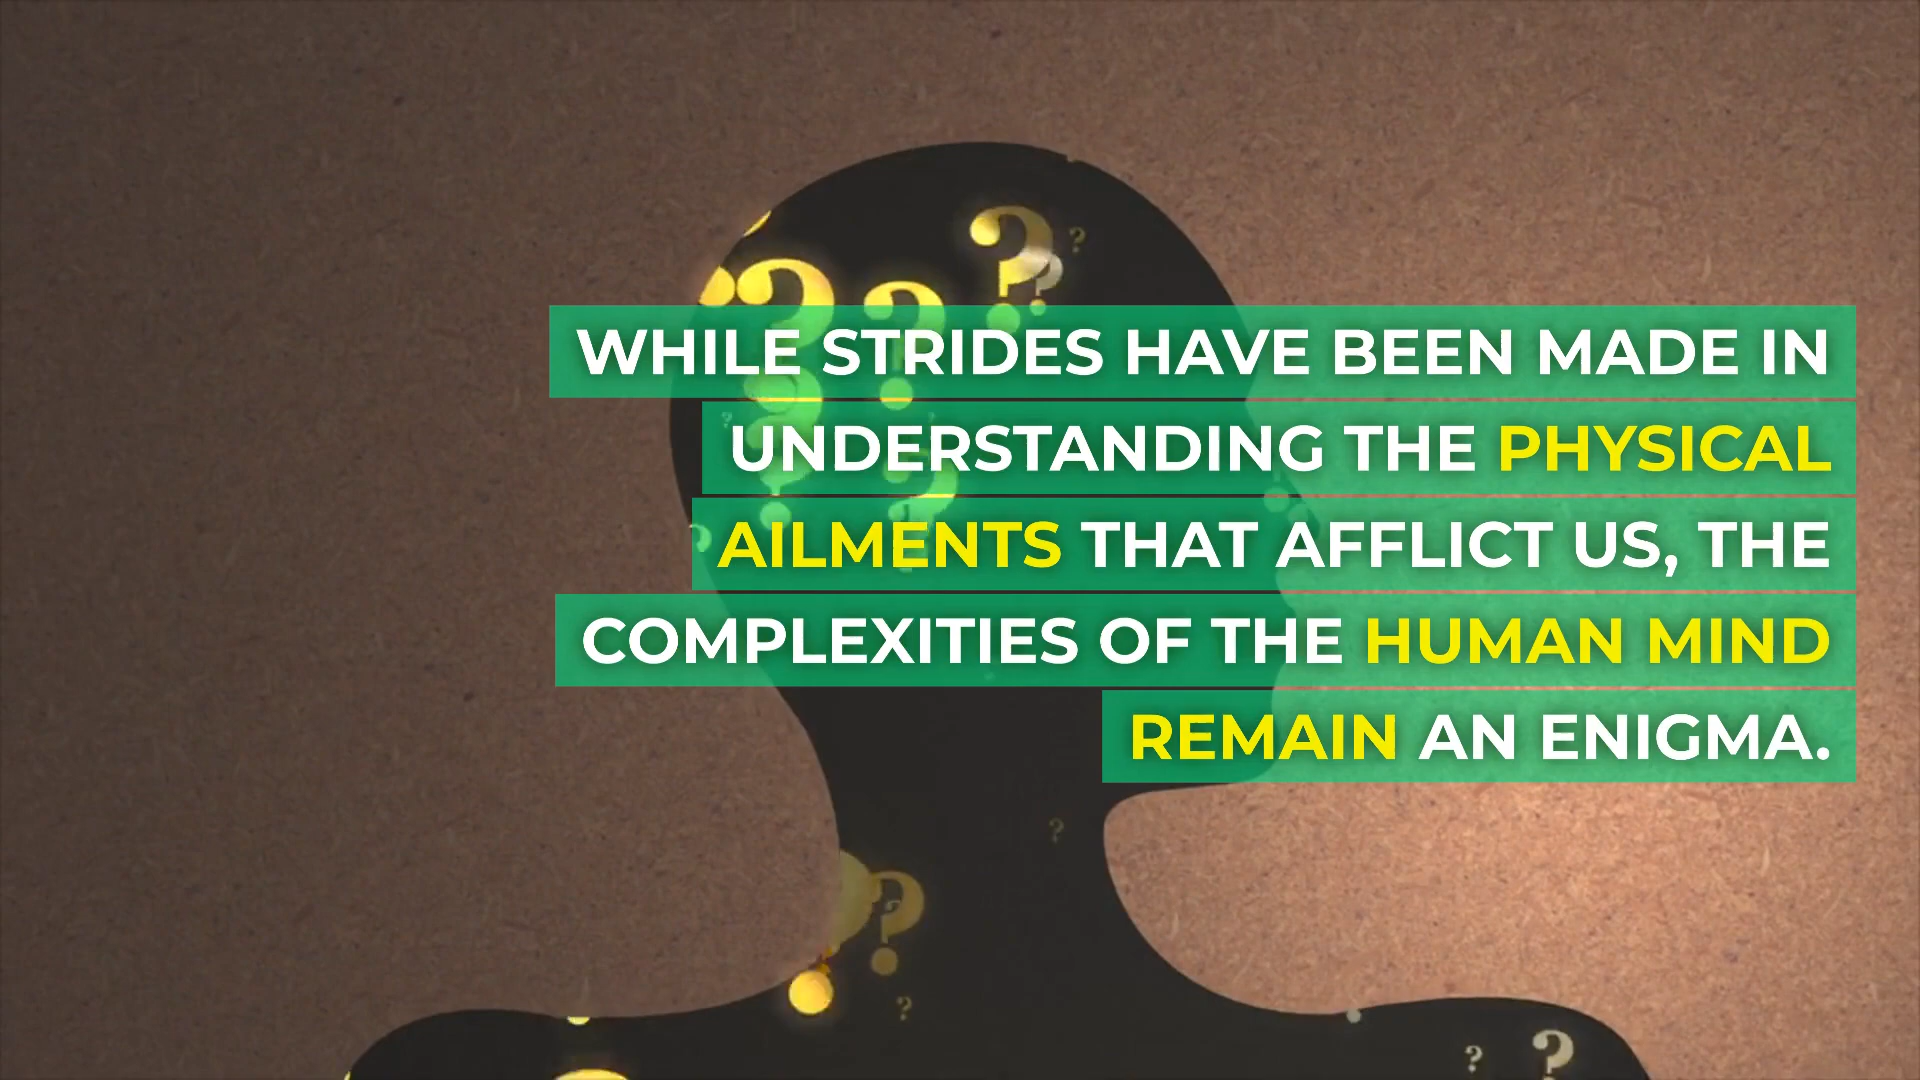 WHILE STRIDES HAVE BEEN MADE IN
UNDERSTANDING THE PHYSICAL
AILMENTS THAT AFFLICT US, THE
COMPLEXITIES OF THE HUMAN MIND
REMAIN AN ENIGMA.